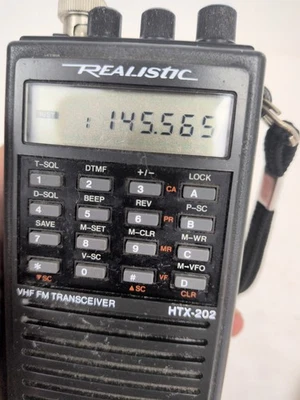 REALISTIC
145.565
T-SQL DTMF +/- LOCK
1 2 3 CA A
D-SQL BEEP REV P-SC
4 5 6 PR B
SAVE M-SET M-CLR M-WR
7 8 9 MR C
V-SC M-VFO
* 0 # VF D
▼SC ▲SC CLR
VHF FM TRANSCEIVER HTX-202